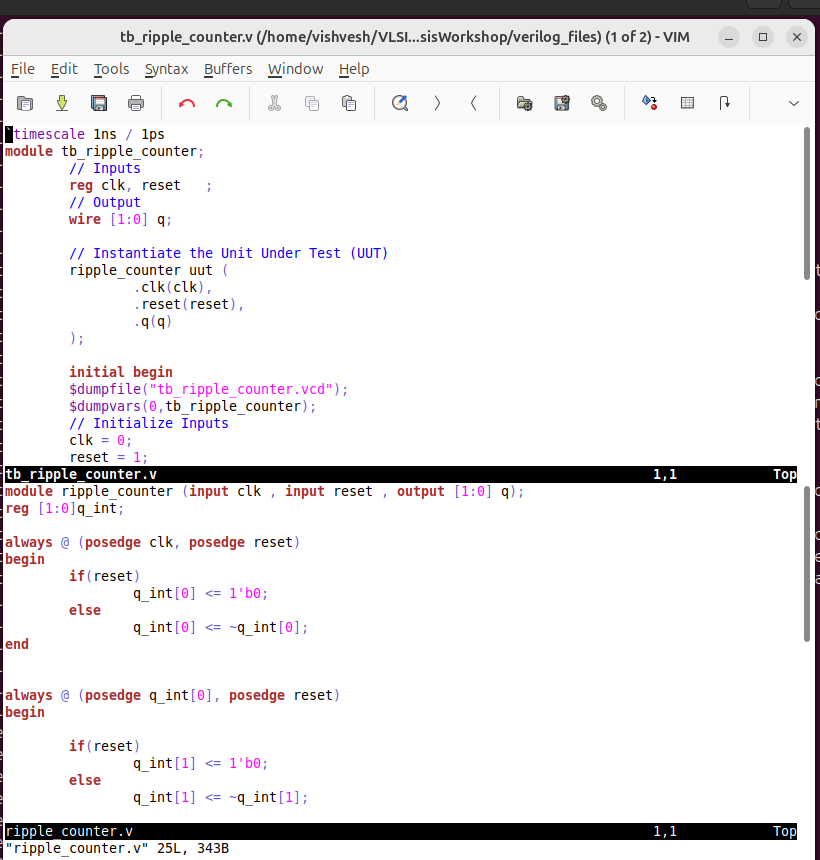 tb_ripple_counter.v (/home/vishvesh/VLSI...sisWorkshop/verilog_files) (1 of 2) - VIM
File Edit Tools Syntax Buffers Window Help
`timescale 1ns / 1ps
module tb_ripple_counter;
// Inputs
reg clk, reset ;
// Output
wire [1:0] q;
// Instantiate the Unit Under Test (UUT)
ripple_counter uut (
.clk(clk),
.reset(reset),
.q(q)
);
initial begin
$dumpfile("tb_ripple_counter.vcd");
$dumpvars(0,tb_ripple_counter);
// Initialize Inputs
clk = 0;
reset = 1;
tb_ripple_counter.v 1,1 Top
module ripple_counter (input clk , input reset , output [1:0] q);
reg [1:0]q_int;
always @ (posedge clk, posedge reset)
begin
if(reset)
q_int[0] <= 1'b0;
else
q_int[0] <= ~q_int[0];
end
always @ (posedge q_int[0], posedge reset)
begin
if(reset)
q_int[1] <= 1'b0;
else
q_int[1] <= ~q_int[1];
ripple_counter.v 1,1 Top
"ripple_counter.v" 25L, 343B